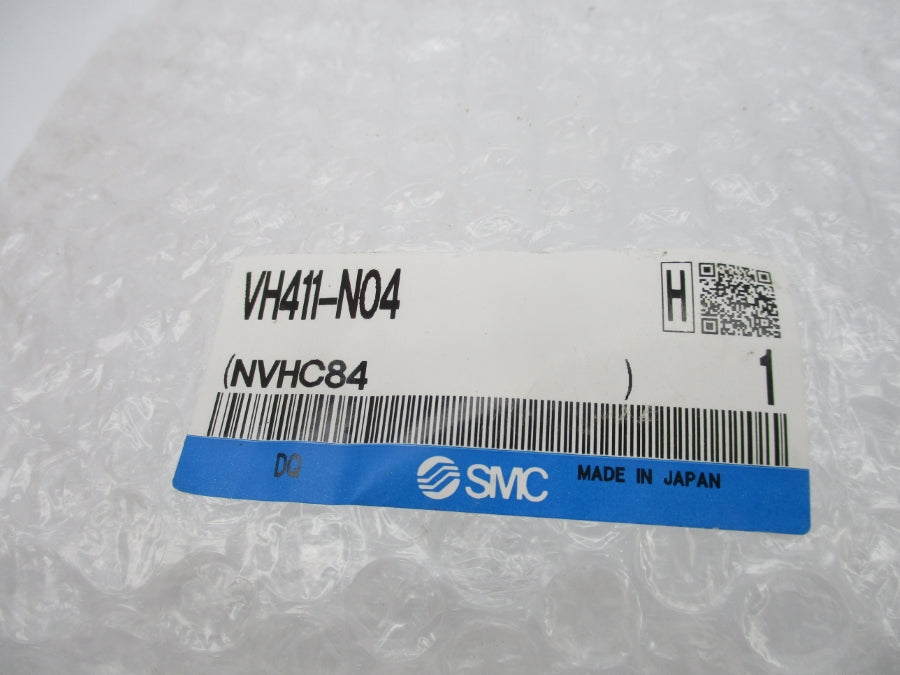 VH411-N04
H
(NVHC84 )
1
DQ
SMC
MADE IN JAPAN